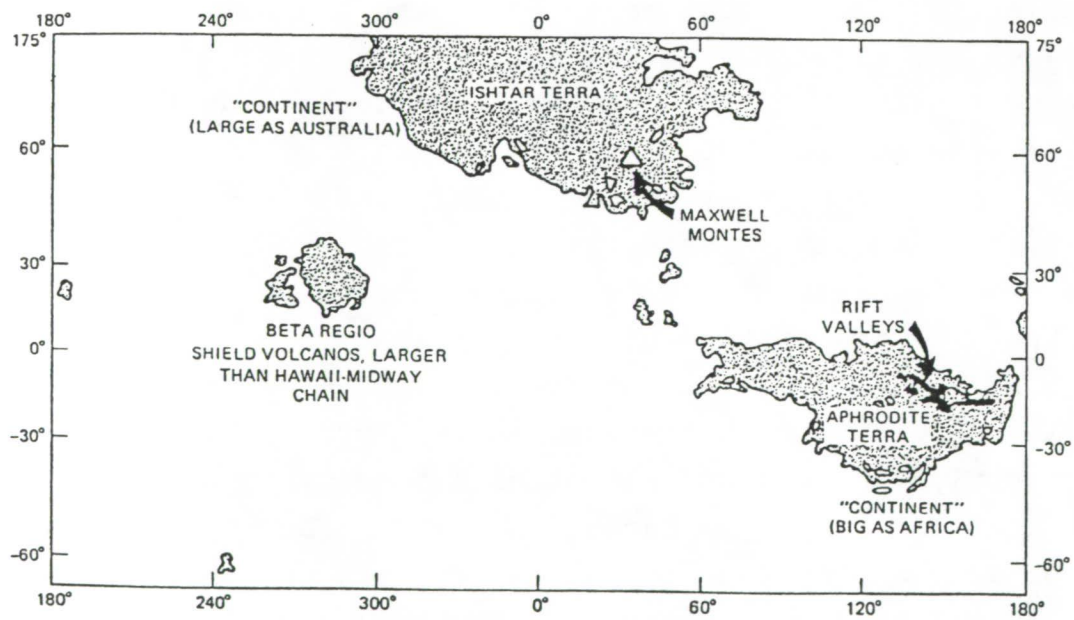 180° 240° 300° 0° 60° 120° 180°
175° 75°
ISHTAR TERRA
"CONTINENT"
(LARGE AS AUSTRALIA)
60° 60°
MAXWELL
MONTES
30° 30°
RIFT
VALLEYS
BETA REGIO
SHIELD VOLCANOS, LARGER
THAN HAWAII-MIDWAY
CHAIN
0° 0
APHRODITE
TERRA
-30° -30°
"CONTINENT"
(BIG AS AFRICA)
-60° -60°
180° 240° 300° 0° 60° 120° 180°